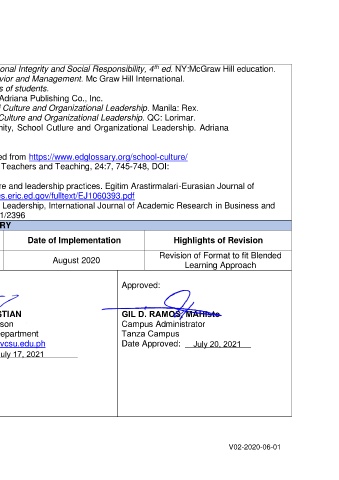 onal Integrity and Social Responsibility, 4th ed. NY:McGraw Hill education.
vior and Management. Mc Graw Hill International.
s of students.
Adriana Publishing Co., Inc.
l Culture and Organizational Leadership. Manila: Rex.
Culture and Organizational Leadership. QC: Lorimar.
nity, School Cutlure and Organizational Leadership. Adriana
ed from https://www.edglossary.org/school-culture/
Teachers and Teaching, 24:7, 745-748, DOI:
re and leadership practices. Egitim Arastirmalari-Eurasian Journal of
es.eric.ed.gov/fulltext/EJ1060393.pdf
Leadership, International Journal of Academic Research in Business and
1/2396
RY
Date of Implementation Highlights of Revision
August 2020 Revision of Format to fit Blended
Learning Approach
Approved:
STIAN GIL D. RAMOS, MAHisto
son Campus Administrator
epartment Tanza Campus
vcsu.edu.ph Date Approved: July 20, 2021
uly 17, 2021
V02-2020-06-01